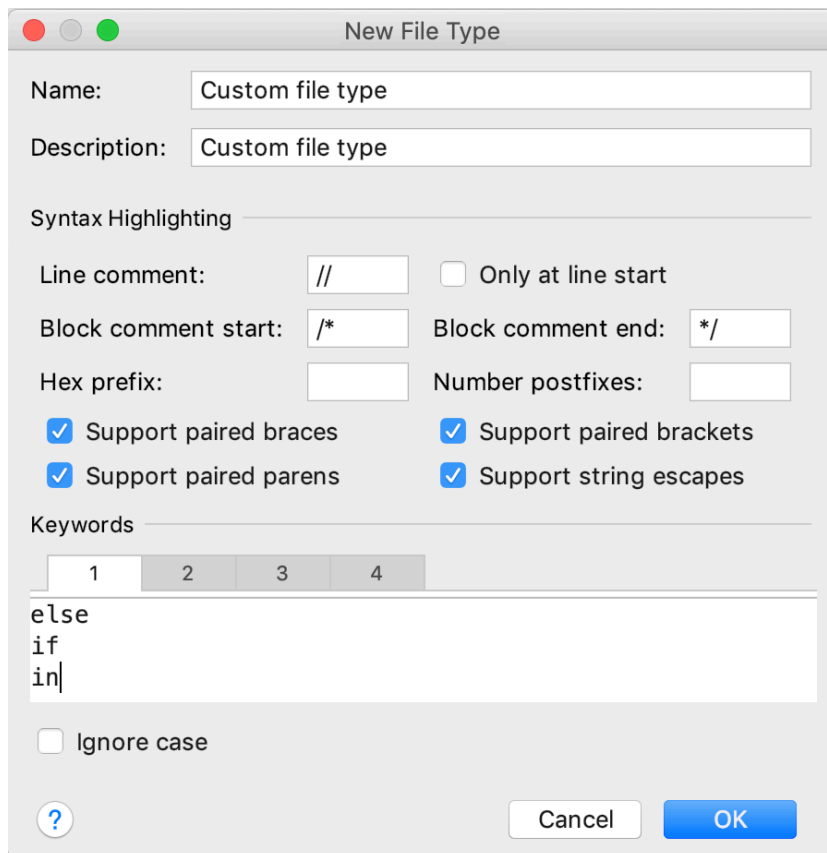 New File Type
Name: Custom file type
Description: Custom file type
Syntax Highlighting
Line comment: // Only at line start
Block comment start: /* Block comment end: */
Hex prefix: Number postfixes:
Support paired braces Support paired brackets
Support paired parens Support string escapes
Keywords
1 2 3 4
else
if
in
Ignore case
? Cancel OK